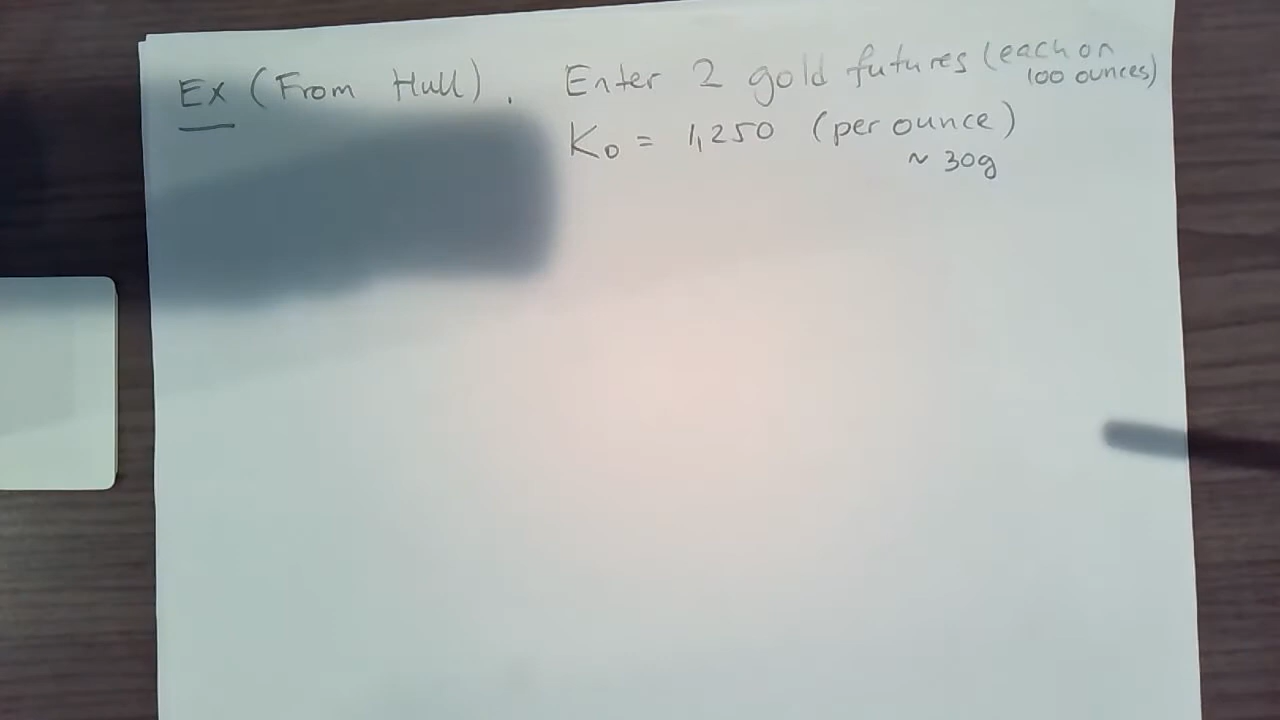 Ex (From Hull). Enter 2 gold futures (each on
100 ounces)
K0 = 1,250 (per ounce)
~ 30g